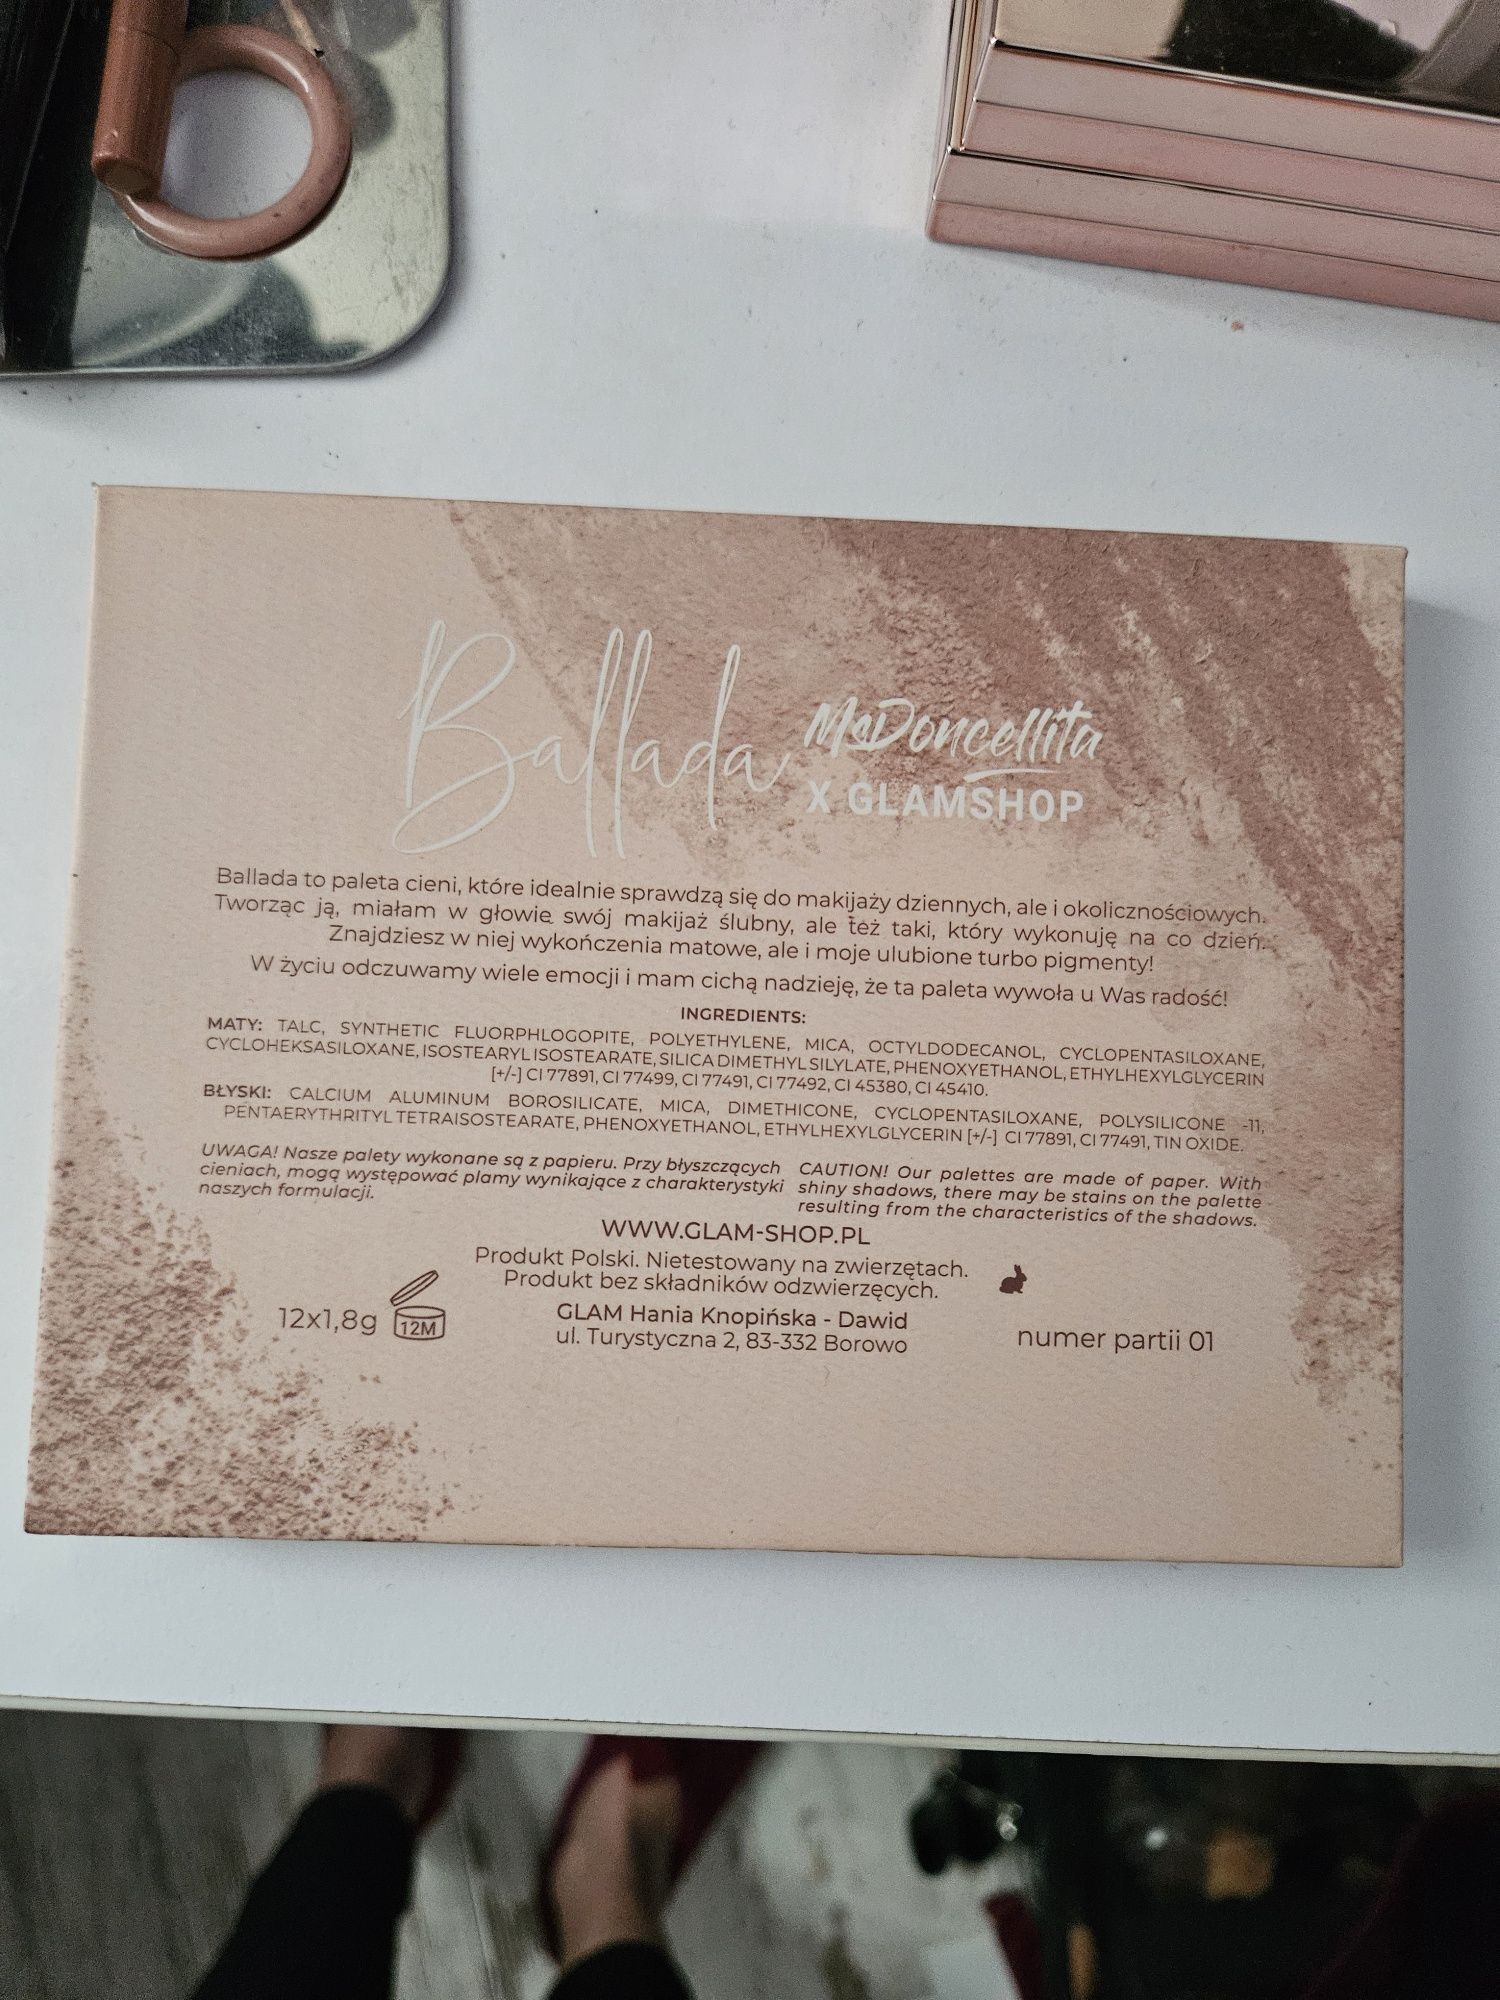 Ballada
McDoncellita
X GLAMSHOP
Ballada to paleta cieni, które idealnie sprawdzą się do makijaży dziennych, ale i okolicznościowych.
Tworząc ją, miałam w głowie swój makijaż ślubny, ale też taki, który wykonuję na co dzień.
Znajdziesz w niej wykończenia matowe, ale i moje ulubione turbo pigmenty!
W życiu odczuwamy wiele emocji i mam cichą nadzieję, że ta paleta wywoła u Was radość!
INGREDIENTS:
MATY: TALC, SYNTHETIC FLUORPHLOGOPITE, POLYETHYLENE, MICA, OCTYLDODECANOL, CYCLOPENTASILOXANE,
CYCLOHEKSASILOXANE, ISOSTEARYL ISOSTEARATE, SILICA DIMETHYL SILYLATE, PHENOXYETHANOL, ETHYLHEXYLGLYCERIN
[+/-] CI 77891, CI 77499, CI 77491, CI 77492, CI 45380, CI 45410.
BŁYSKI: CALCIUM ALUMINUM BOROSILICATE, MICA, DIMETHICONE, CYCLOPENTASILOXANE, POLYSILICONE -11,
PENTAERYTHRITYL TETRAISOSTEARATE, PHENOXYETHANOL, ETHYLHEXYLGLYCERIN [+/-] CI 77891, CI 77491, TIN OXIDE.
UWAGA! Nasze palety wykonane są z papieru. Przy błyszczących
cieniach, mogą występować plamy wynikające z charakterystyki
naszych formulacji.
CAUTION! Our palettes are made of paper. With
shiny shadows, there may be stains on the palette
resulting from the characteristics of the shadows.
WWW.GLAM-SHOP.PL
Produkt Polski. Nietestowany na zwierzętach.
Produkt bez składników odzwierzęcych.
12x1,8g
12M
GLAM Hania Knopińska - Dawid
ul. Turystyczna 2, 83-332 Borowo
numer partii 01